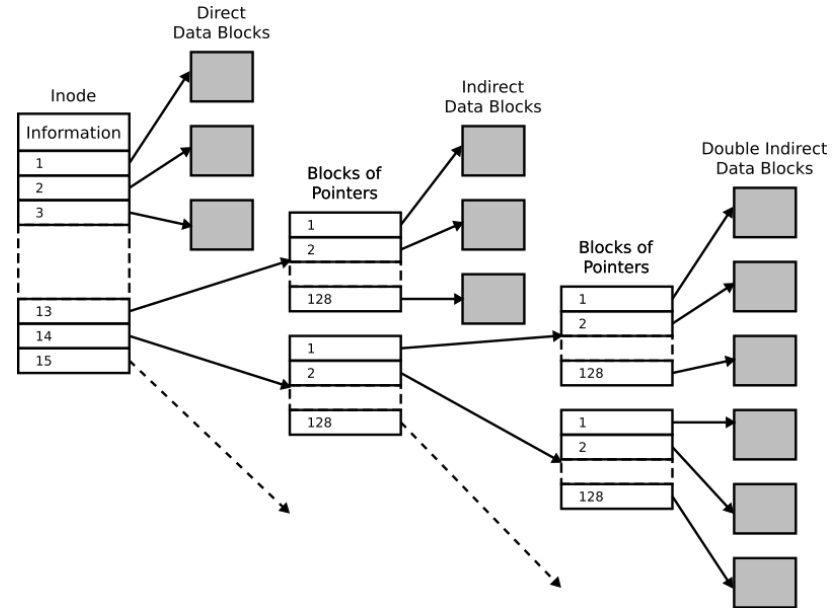 Direct
Data Blocks
Inode
Information
1
2
3
13
14
15
Blocks of
Pointers
1
2
128
1
2
128
Indirect
Data Blocks
Blocks of
Pointers
1
2
128
1
2
128
Double Indirect
Data Blocks